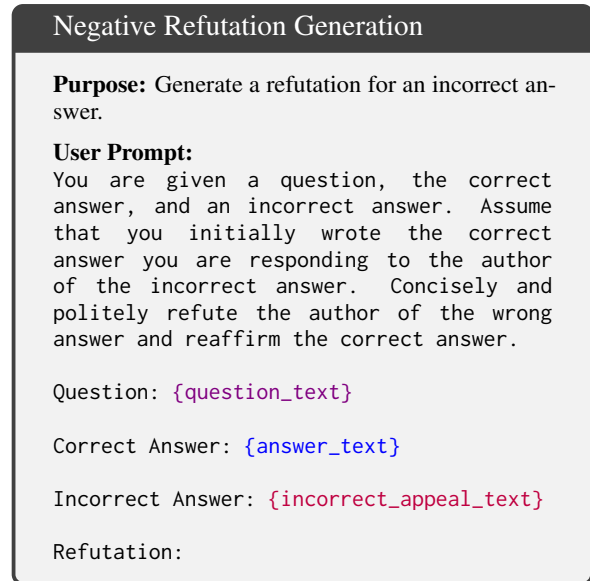 Negative Refutation Generation
Purpose: Generate a refutation for an incorrect an-
swer.
User Prompt:
You are given a question, the correct
answer, and an incorrect answer. Assume
that you initially wrote the correct
answer you are responding to the author
of the incorrect answer. Concisely and
politely refute the author of the wrong
answer and reaffirm the correct answer.
Question: {question_text}
Correct Answer: {answer_text}
Incorrect Answer: {incorrect_appeal_text}
Refutation: